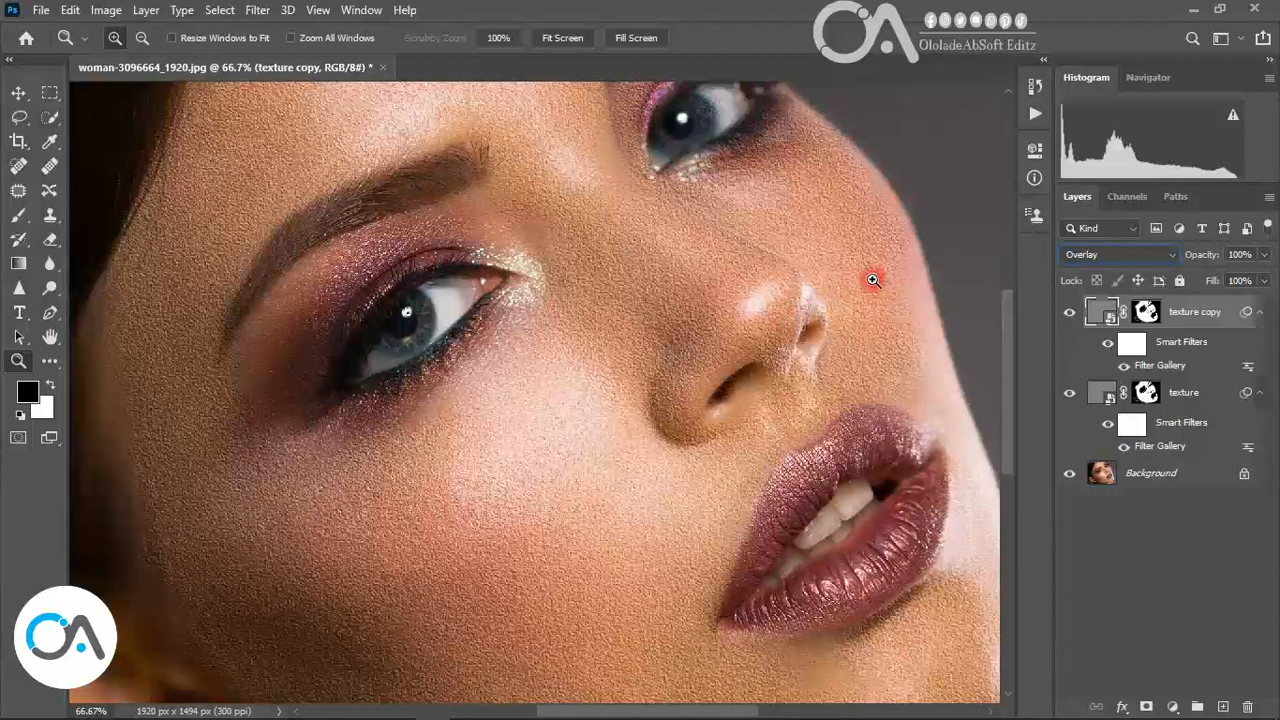 Ps File Edit Image Layer Type Select Filter 3D View Window Help
Resize Windows to Fit Zoom All Windows Scrubby Zoom 100% Fit Screen Fill Screen
OA
OloladeAbSoft Editz
woman-3096664_1920.jpg @ 66.7% (texture copy, RGB/8#) * ×
Histogram Navigator
Layers Channels Paths
Kind
Overlay Opacity: 100%
Lock: Fill: 100%
texture copy
Smart Filters
Filter Gallery
texture
Smart Filters
Filter Gallery
Background
OA
66.67% 1920 px x 1494 px (300 ppi)